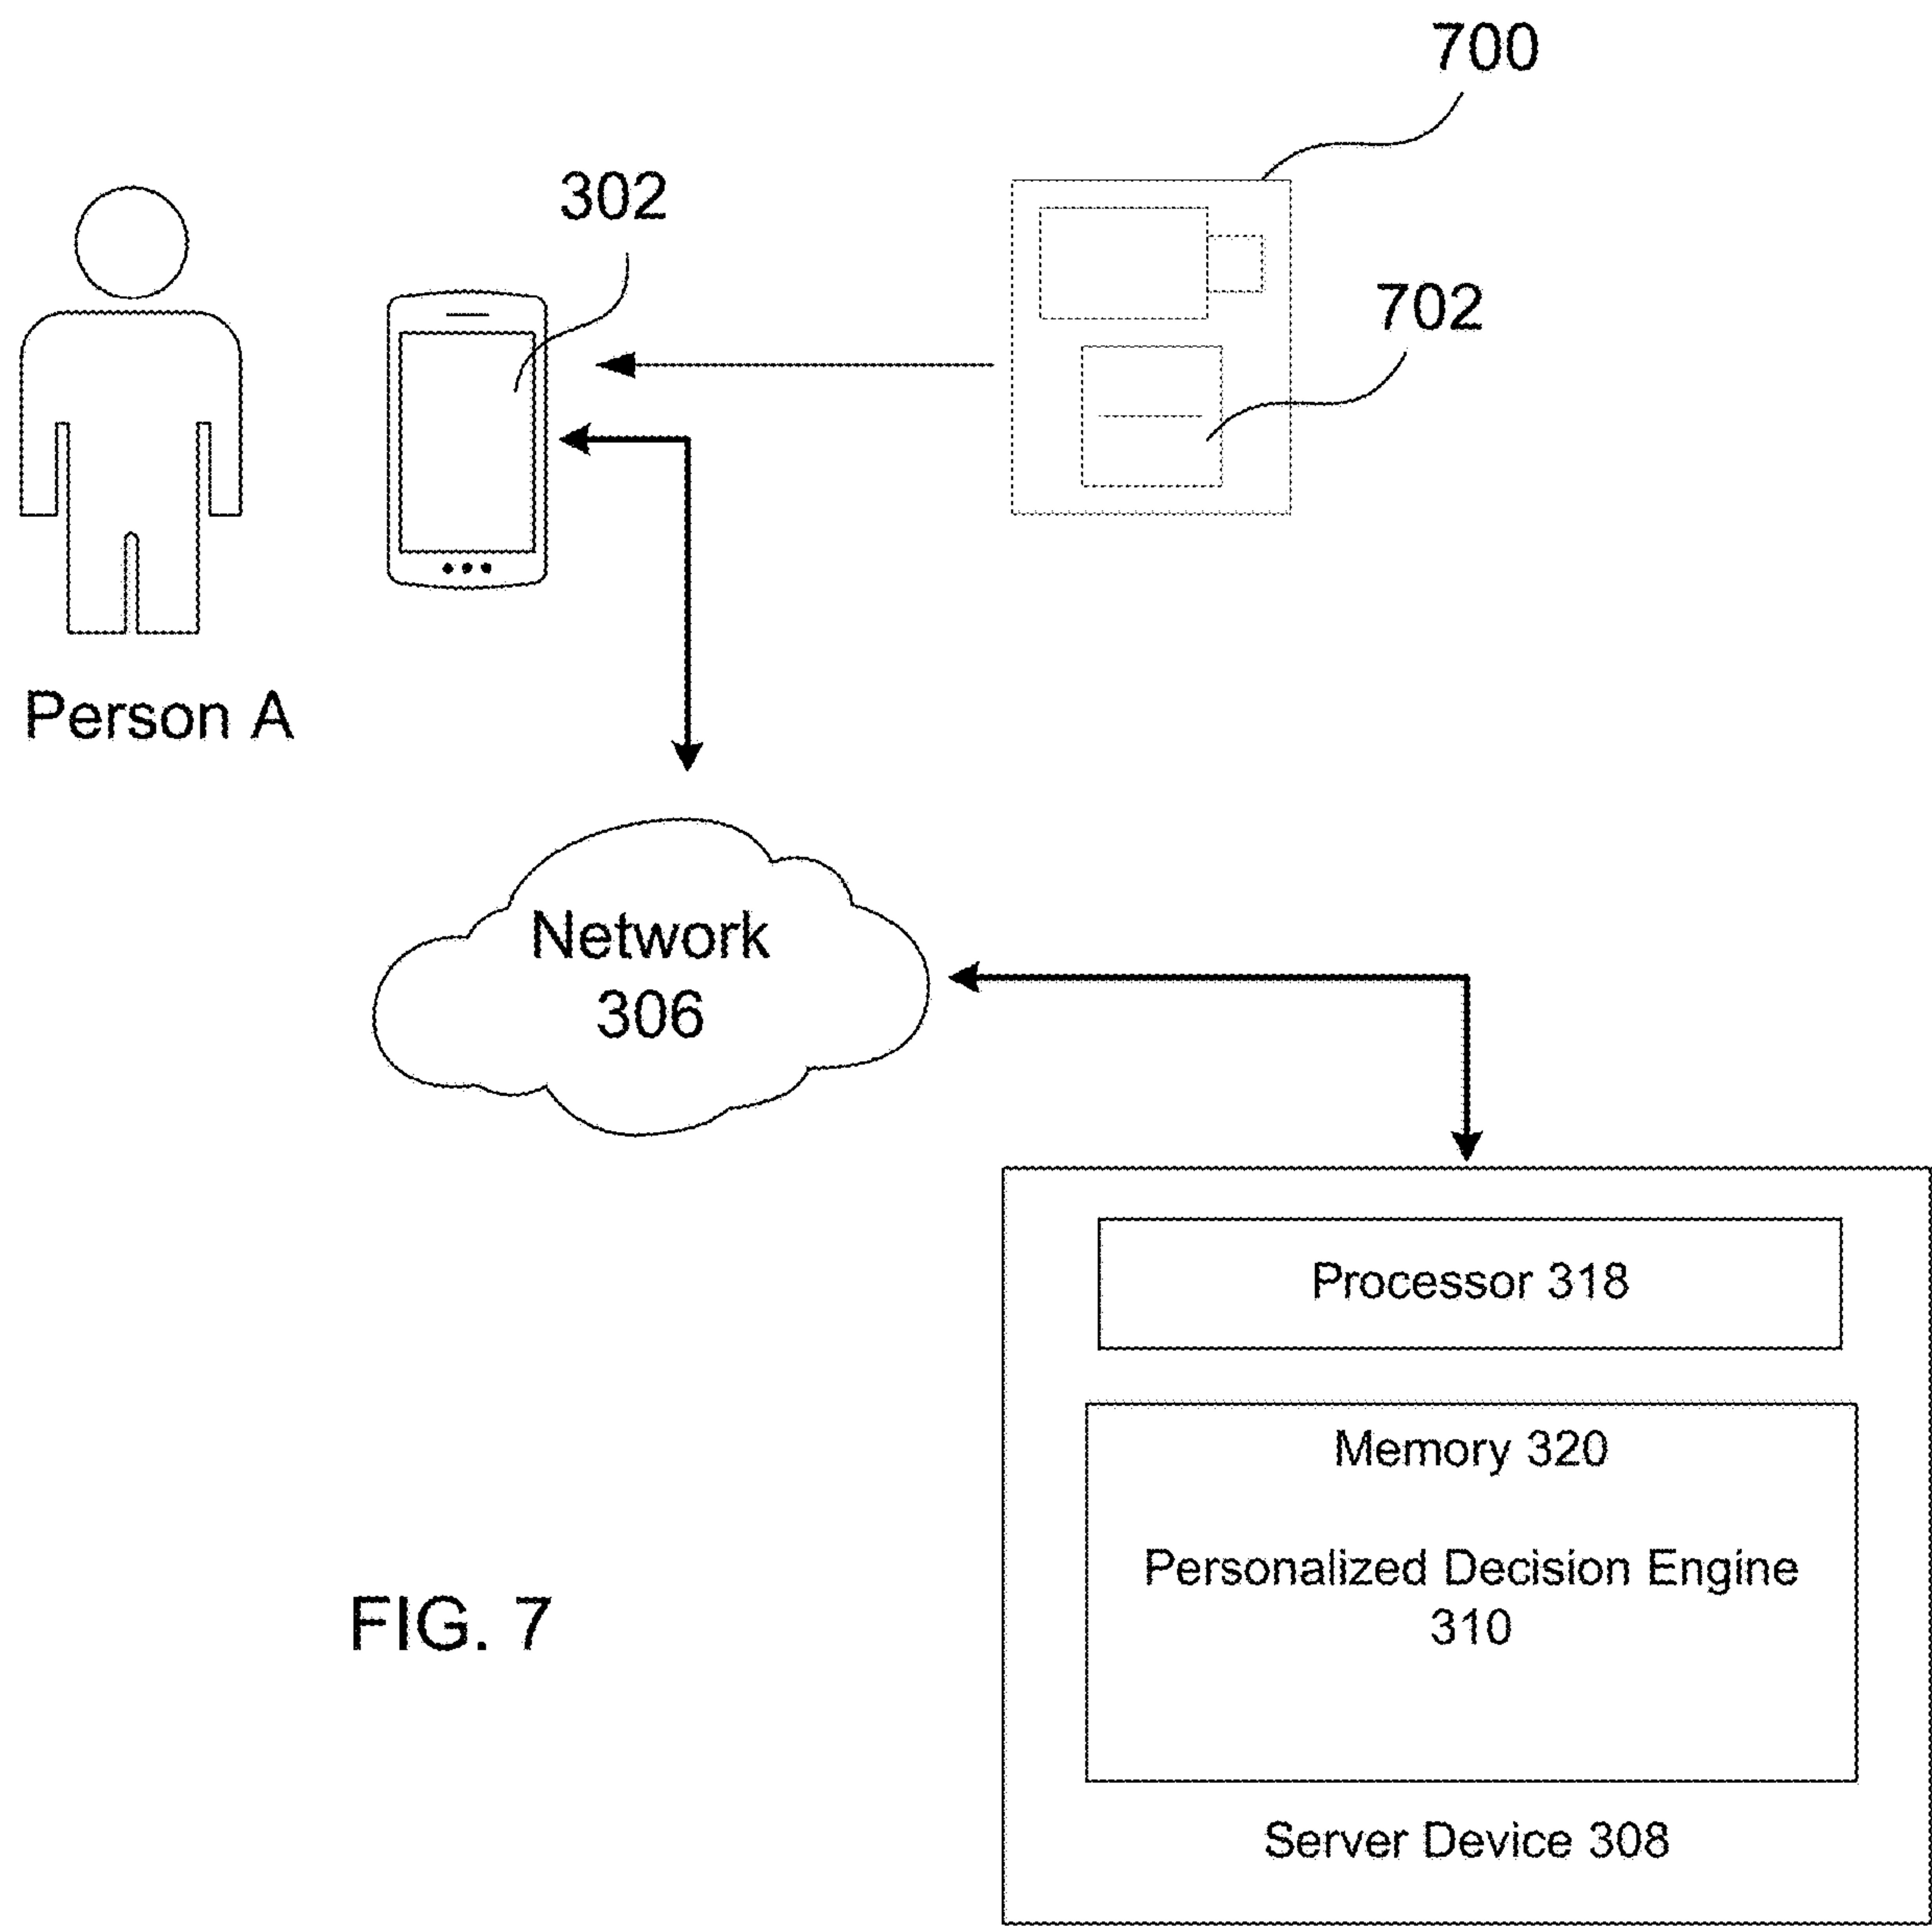 700
302
702
Person A
Network
306
Processor 318
Memory 320
Personalized Decision Engine
310
FIG. 7
Server Device 308